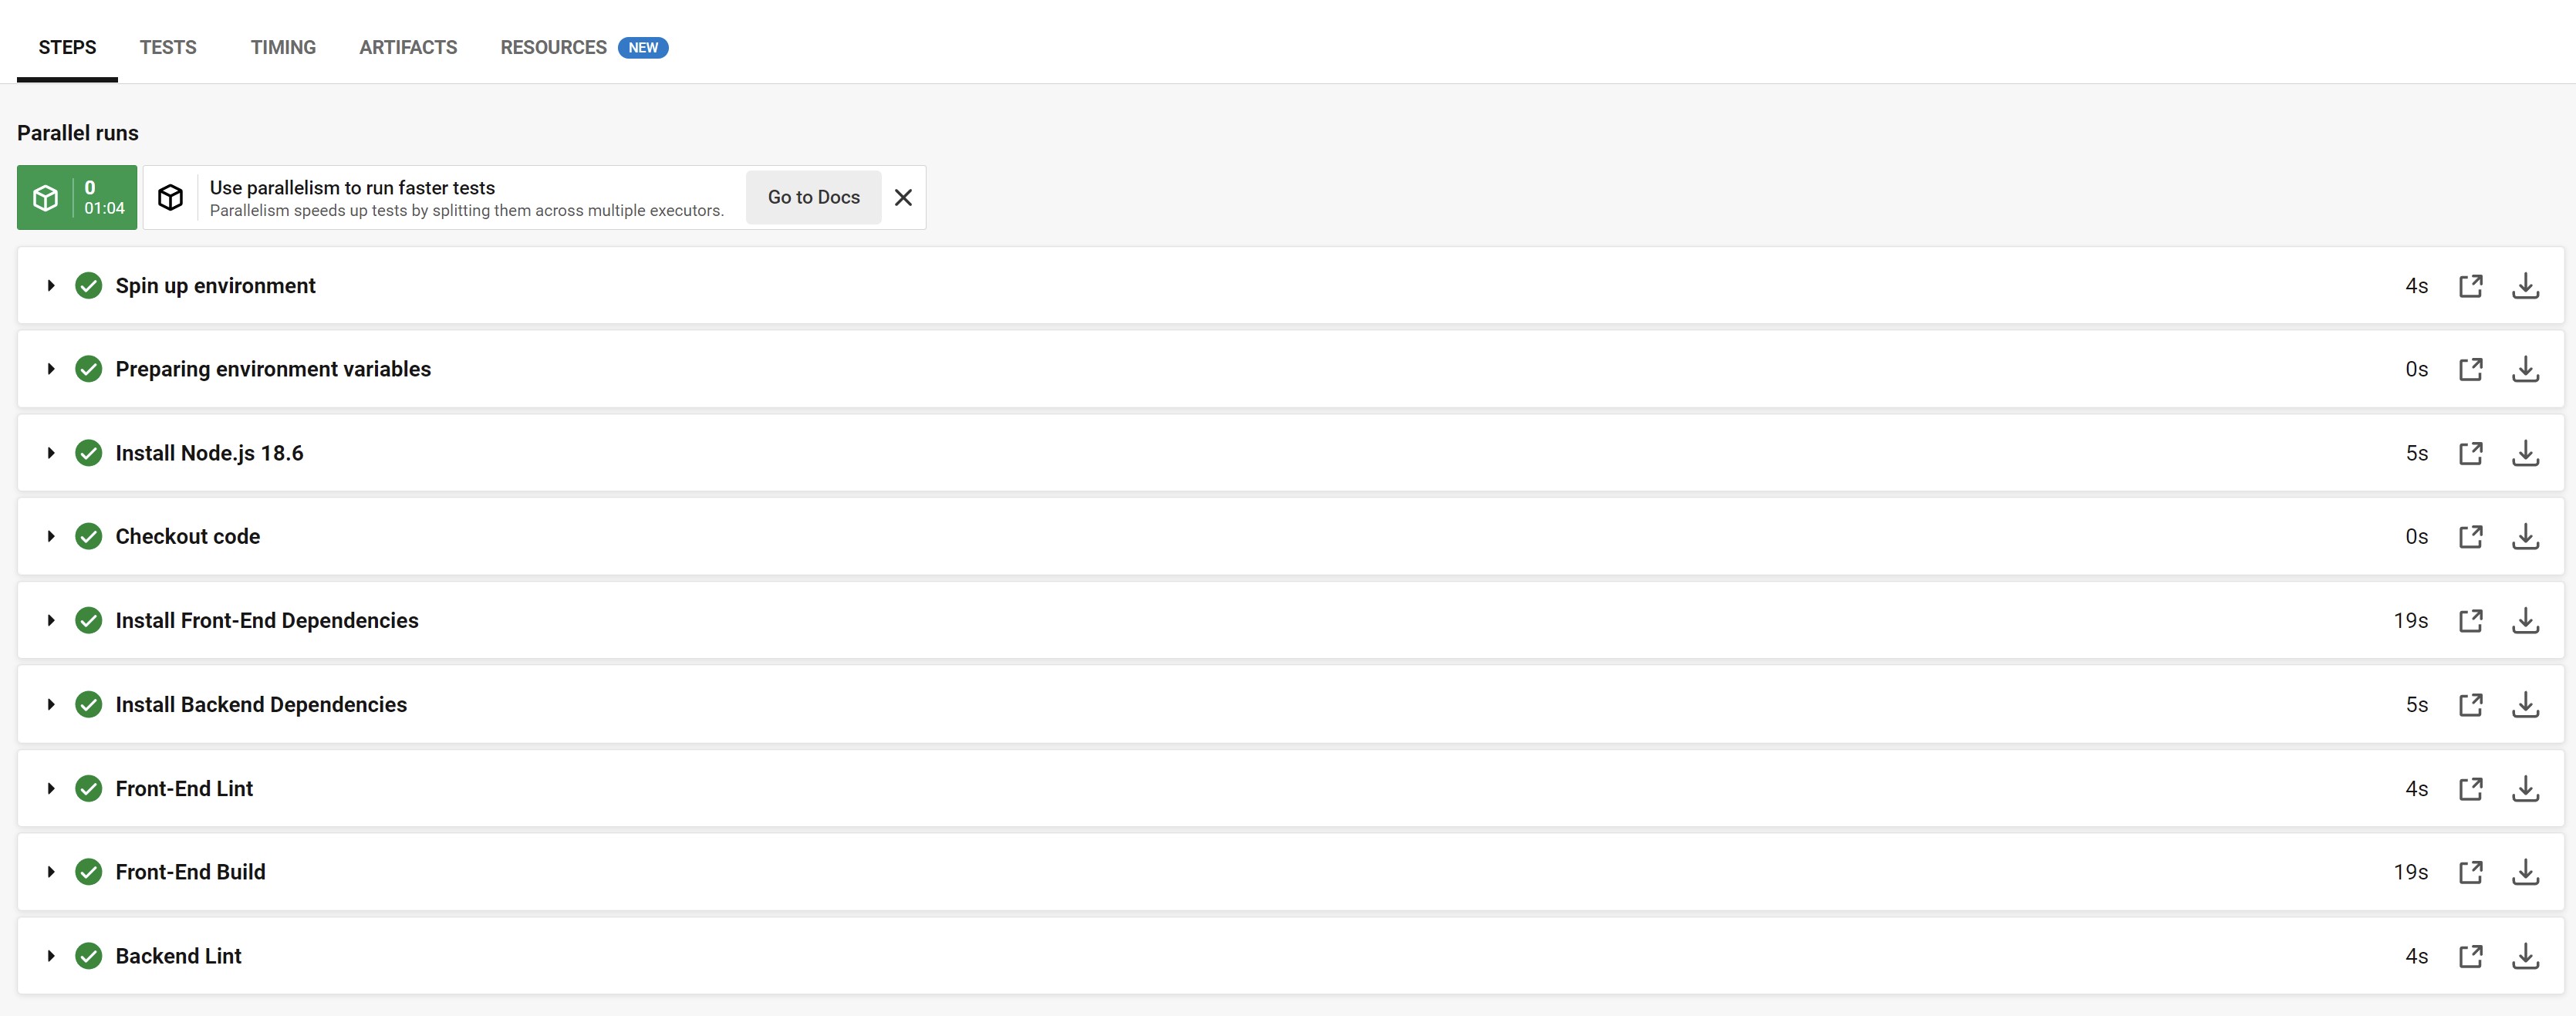 STEPS TESTS TIMING ARTIFACTS RESOURCES NEW
Parallel runs
0
01:04
Use parallelism to run faster tests
Parallelism speeds up tests by splitting them across multiple executors.
Go to Docs
Spin up environment 4s
Preparing environment variables 0s
Install Node.js 18.6 5s
Checkout code 0s
Install Front-End Dependencies 19s
Install Backend Dependencies 5s
Front-End Lint 4s
Front-End Build 19s
Backend Lint 4s